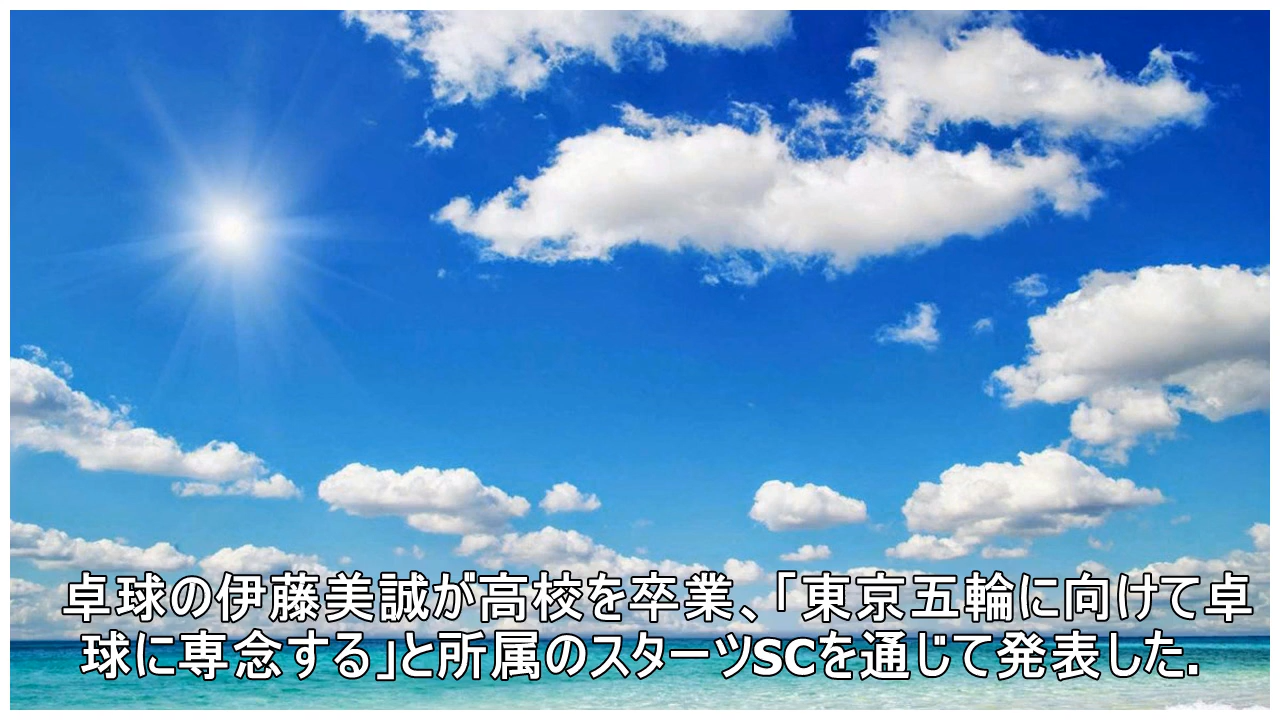 卓球の伊藤美誠が高校を卒業、「東京五輪に向けて卓
球に専念する」と所属のスターツSCを通じて発表した.